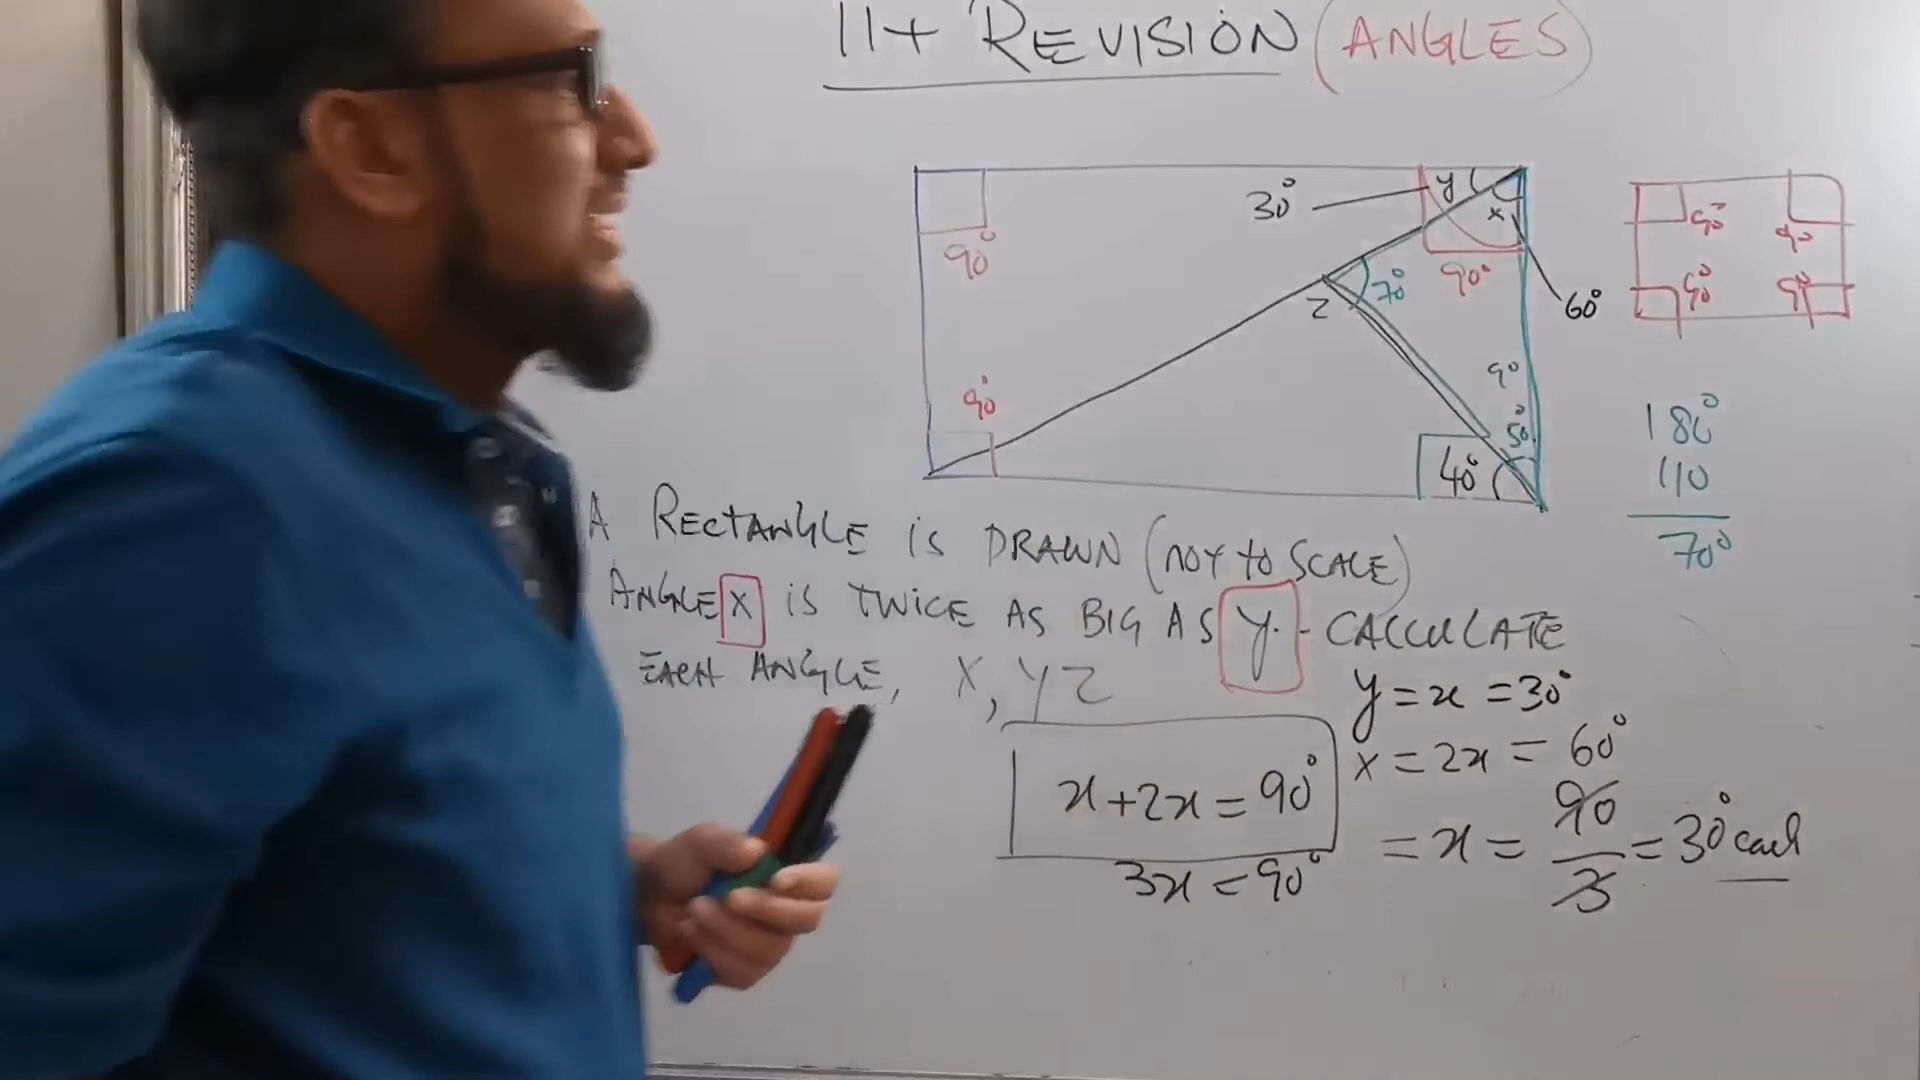 11+ REVISION (ANGLES)
30°
y
x
90°
90°
70°
90°
z
60°
90°
90°
90°
90°
90°
90
50°
40°
180°
110
70°
A RECTANGLE is DRAWN (NOT to SCALE)
ANGLE x is TWICE AS BIG AS y. - CALCULATE
EACH ANGLE, X, Y Z
y = x = 30°
x = 2x = 60°
x + 2x = 90°
3x = 90°
= x = 90/3 = 30° each